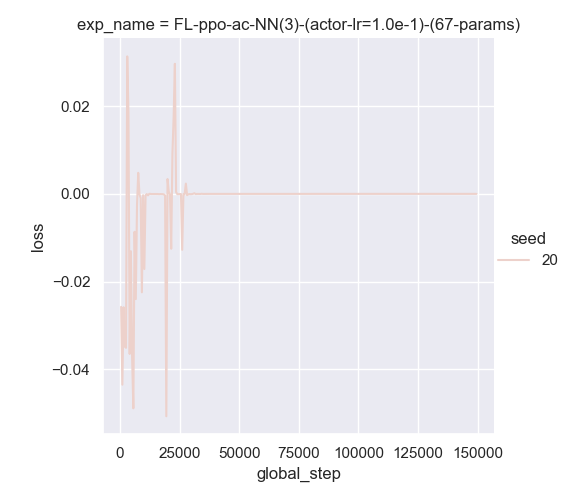 exp_name = FL-ppo-ac-NN(3)-(actor-lr=1.0e-1)-(67-params)
0.02
0.00
−0.02
−0.04
loss
0 25000 50000 75000 100000 125000 150000
global_step
seed
20